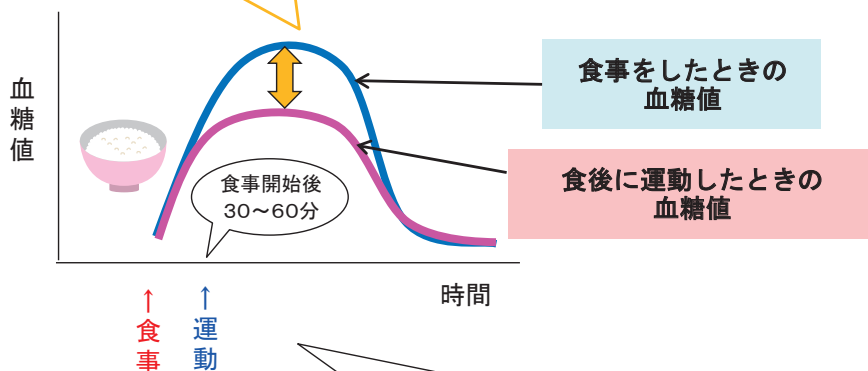 血糖値
食事をしたときの
血糖値
食後に運動したときの
血糖値
食事開始後
30〜60分
時間
↑食事
↑運動